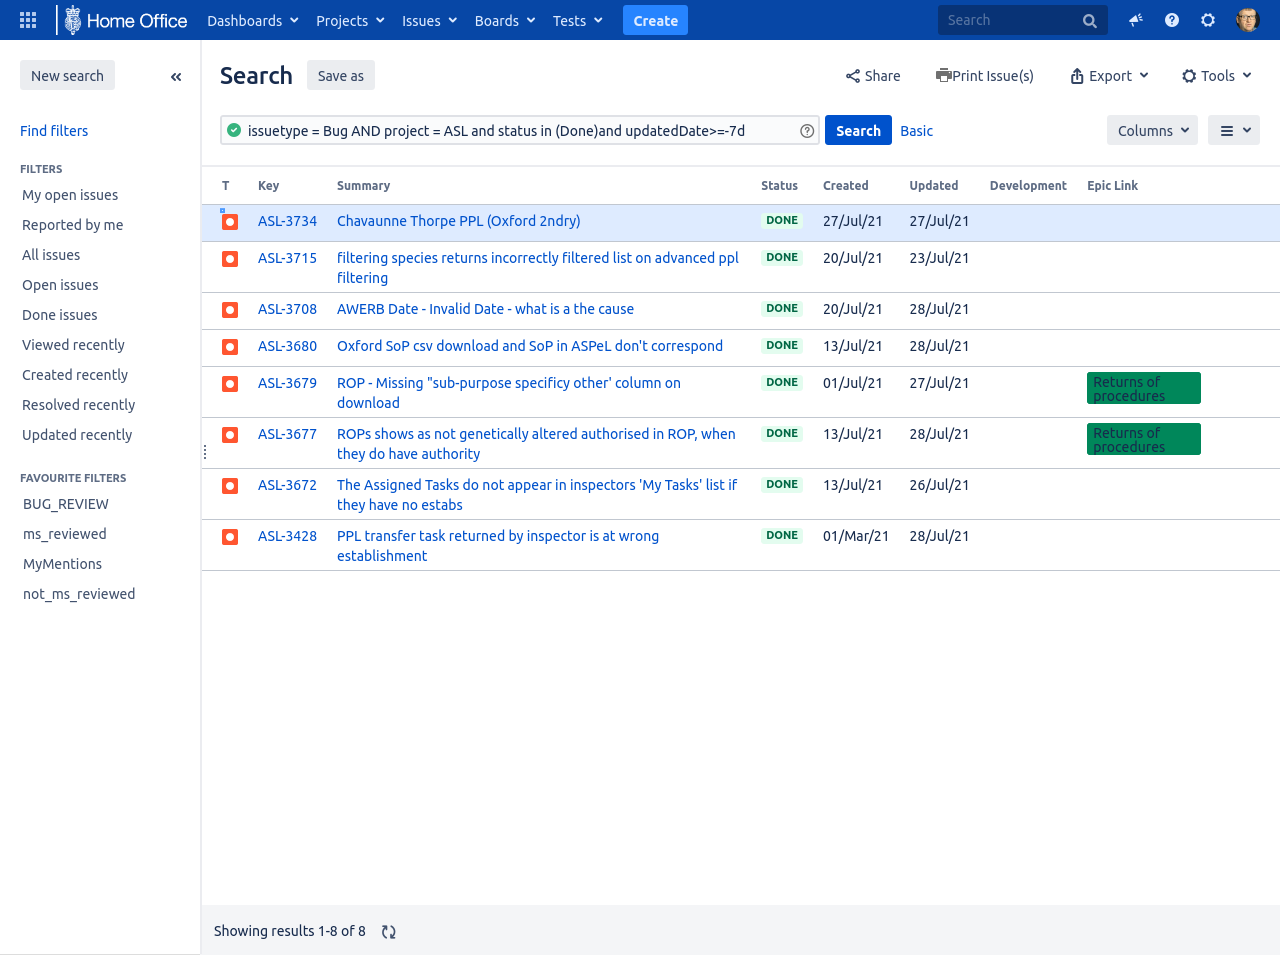 Home Office Dashboards Projects Issues Boards Tests Create Search
New search
Search Save as Share Print Issue(s) Export Tools
Find filters
issuetype = Bug AND project = ASL and status in (Done)and updatedDate>=-7d Search Basic Columns
FILTERS
My open issues
Reported by me
All issues
Open issues
Done issues
Viewed recently
Created recently
Resolved recently
Updated recently
FAVOURITE FILTERS
BUG_REVIEW
ms_reviewed
MyMentions
not_ms_reviewed
T Key Summary Status Created Updated Development Epic Link
ASL-3734 Chavaunne Thorpe PPL (Oxford 2ndry) DONE 27/Jul/21 27/Jul/21
ASL-3715 filtering species returns incorrectly filtered list on advanced ppl DONE 20/Jul/21 23/Jul/21
filtering
ASL-3708 AWERB Date - Invalid Date - what is a the cause DONE 20/Jul/21 28/Jul/21
ASL-3680 Oxford SoP csv download and SoP in ASPeL don't correspond DONE 13/Jul/21 28/Jul/21
ASL-3679 ROP - Missing "sub-purpose specificy other' column on DONE 01/Jul/21 27/Jul/21 Returns of
download procedures
ASL-3677 ROPs shows as not genetically altered authorised in ROP, when DONE 13/Jul/21 28/Jul/21 Returns of
they do have authority procedures
ASL-3672 The Assigned Tasks do not appear in inspectors 'My Tasks' list if DONE 13/Jul/21 26/Jul/21
they have no estabs
ASL-3428 PPL transfer task returned by inspector is at wrong DONE 01/Mar/21 28/Jul/21
establishment
Showing results 1-8 of 8